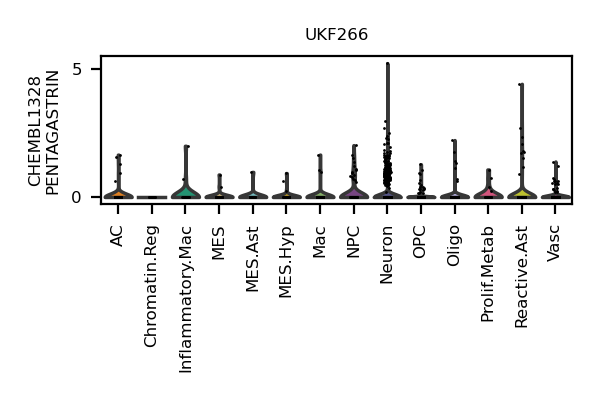 UKF266
CHEMBL1328
PENTAGASTRIN
5
0
AC
Chromatin.Reg
Inflammatory.Mac
MES
MES.Ast
MES.Hyp
Mac
NPC
Neuron
OPC
Oligo
Prolif.Metab
Reactive.Ast
Vasc